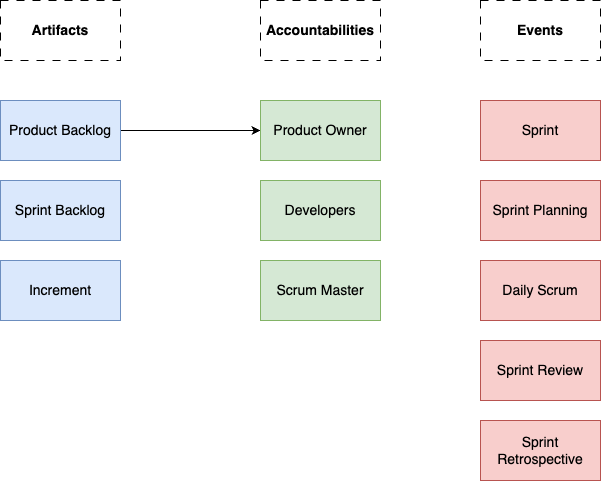 Artifacts
Accountabilities
Events
Product Backlog
Product Owner
Sprint
Sprint Backlog
Developers
Sprint Planning
Increment
Scrum Master
Daily Scrum
Sprint Review
Sprint
Retrospective